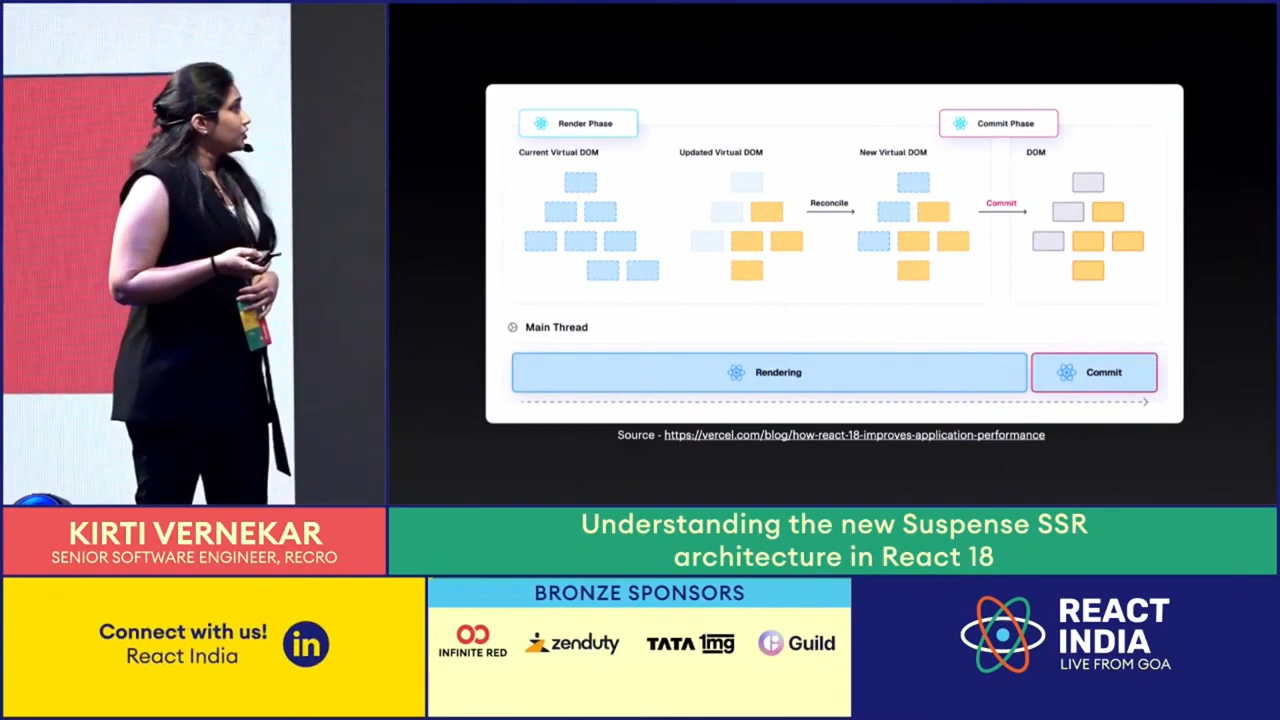 Render Phase
Commit Phase
Current Virtual DOM
Updated Virtual DOM
New Virtual DOM
DOM
Reconcile
Commit
Main Thread
Rendering
Commit
Source - https://vercel.com/blog/how-react-18-improves-application-performance
KIRTI VERNEKAR
SENIOR SOFTWARE ENGINEER, RECRO
Understanding the new Suspense SSR
architecture in React 18
Connect with us!
React India
in
BRONZE SPONSORS
INFINITE RED
zenduty
TATA 1mg
Guild
REACT
INDIA
LIVE FROM GOA